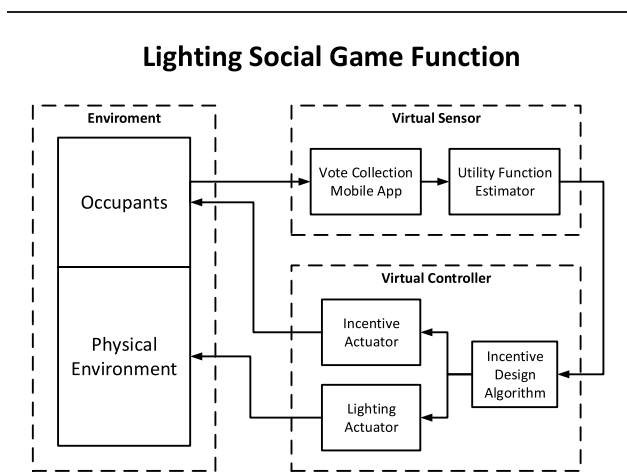 Lighting Social Game Function
Enviroment
Occupants
Physical
Environment
Virtual Sensor
Vote Collection
Mobile App
Utility Function
Estimator
Virtual Controller
Incentive
Actuator
Lighting
Actuator
Incentive
Design
Algorithm